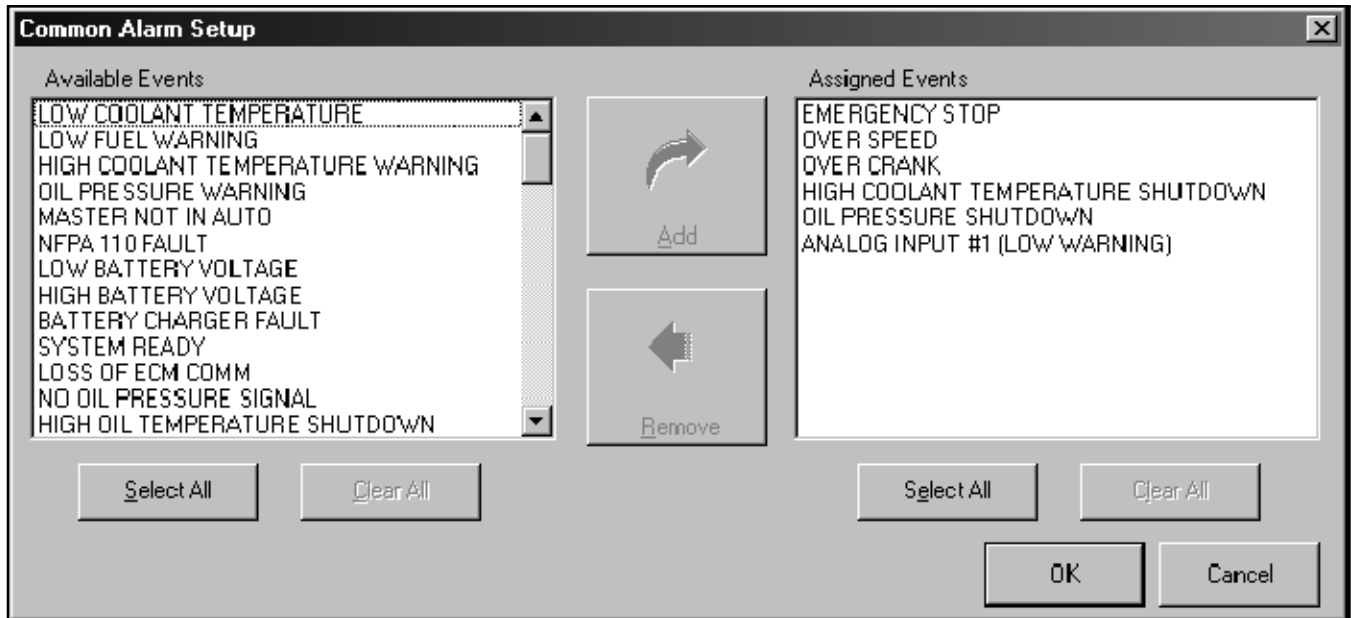 Common Alarm Setup
Available Events
LOW COOLANT TEMPERATURE
LOW FUEL WARNING
HIGH COOLANT TEMPERATURE WARNING
OIL PRESSURE WARNING
MASTER NOT IN AUTO
NFPA 110 FAULT
LOW BATTERY VOLTAGE
HIGH BATTERY VOLTAGE
BATTERY CHARGER FAULT
SYSTEM READY
LOSS OF ECM COMM
NO OIL PRESSURE SIGNAL
HIGH OIL TEMPERATURE SHUTDOWN
Select All
Clear All
Add
Remove
Assigned Events
EMERGENCY STOP
OVER SPEED
OVER CRANK
HIGH COOLANT TEMPERATURE SHUTDOWN
OIL PRESSURE SHUTDOWN
ANALOG INPUT #1 (LOW WARNING)
Select All
Clear All
OK
Cancel